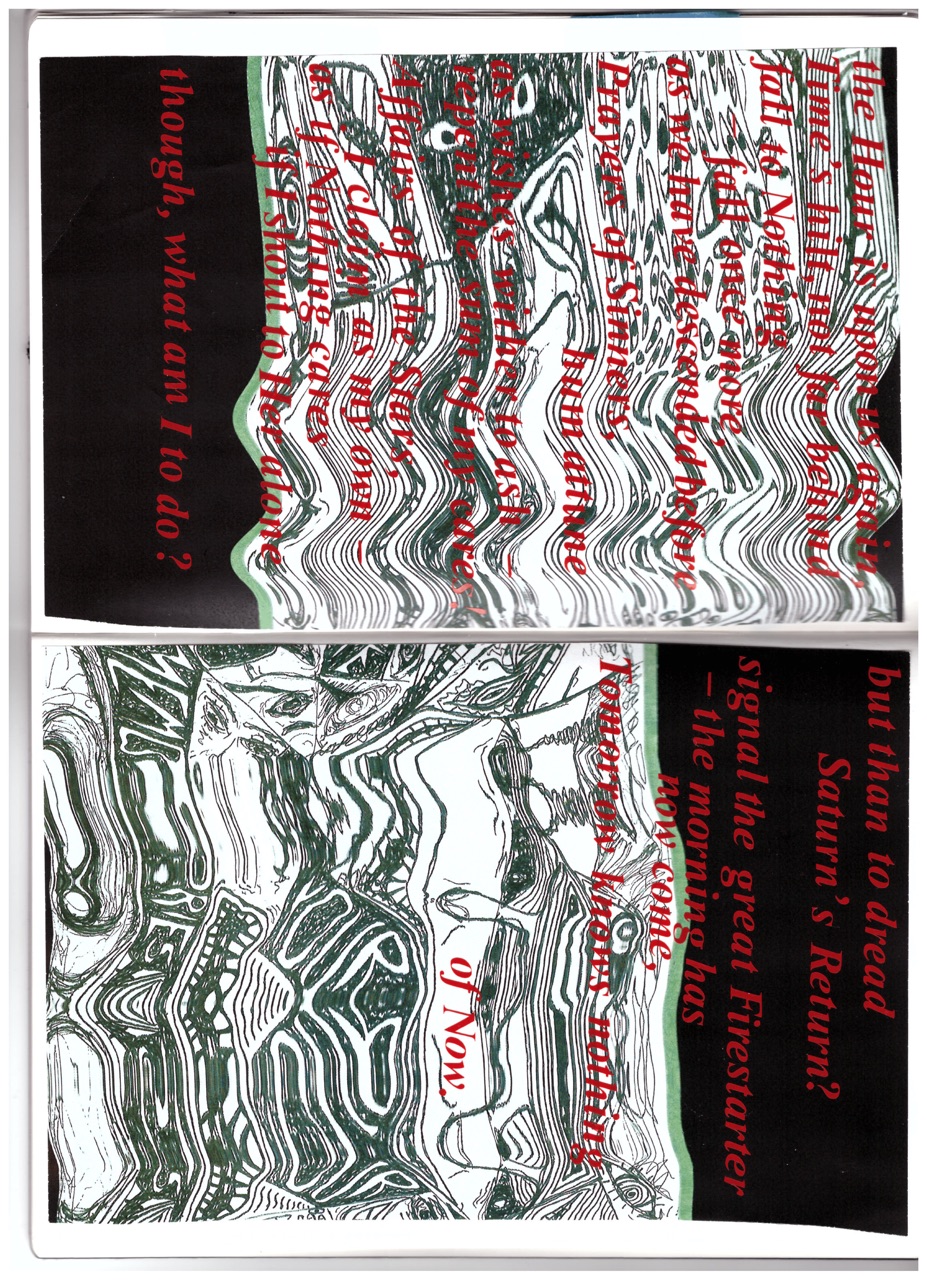 the Hour is upon us again,
Time's hilt not far behind
fall to Nothing
– fall once more
as we have descended before
Prayers of Sinners,
hum attune
as wishes wither to ash –
repent the sum of my cares!
Affairs of the Stars,
as I claim as my own –
as if Nothing cares
if I shout to Her alone
though, what am I to do?
but than to dread
Saturn's Return?
signal the great Firestarter
– the morning has
now come,
Tomorrow knows nothing
of Now.